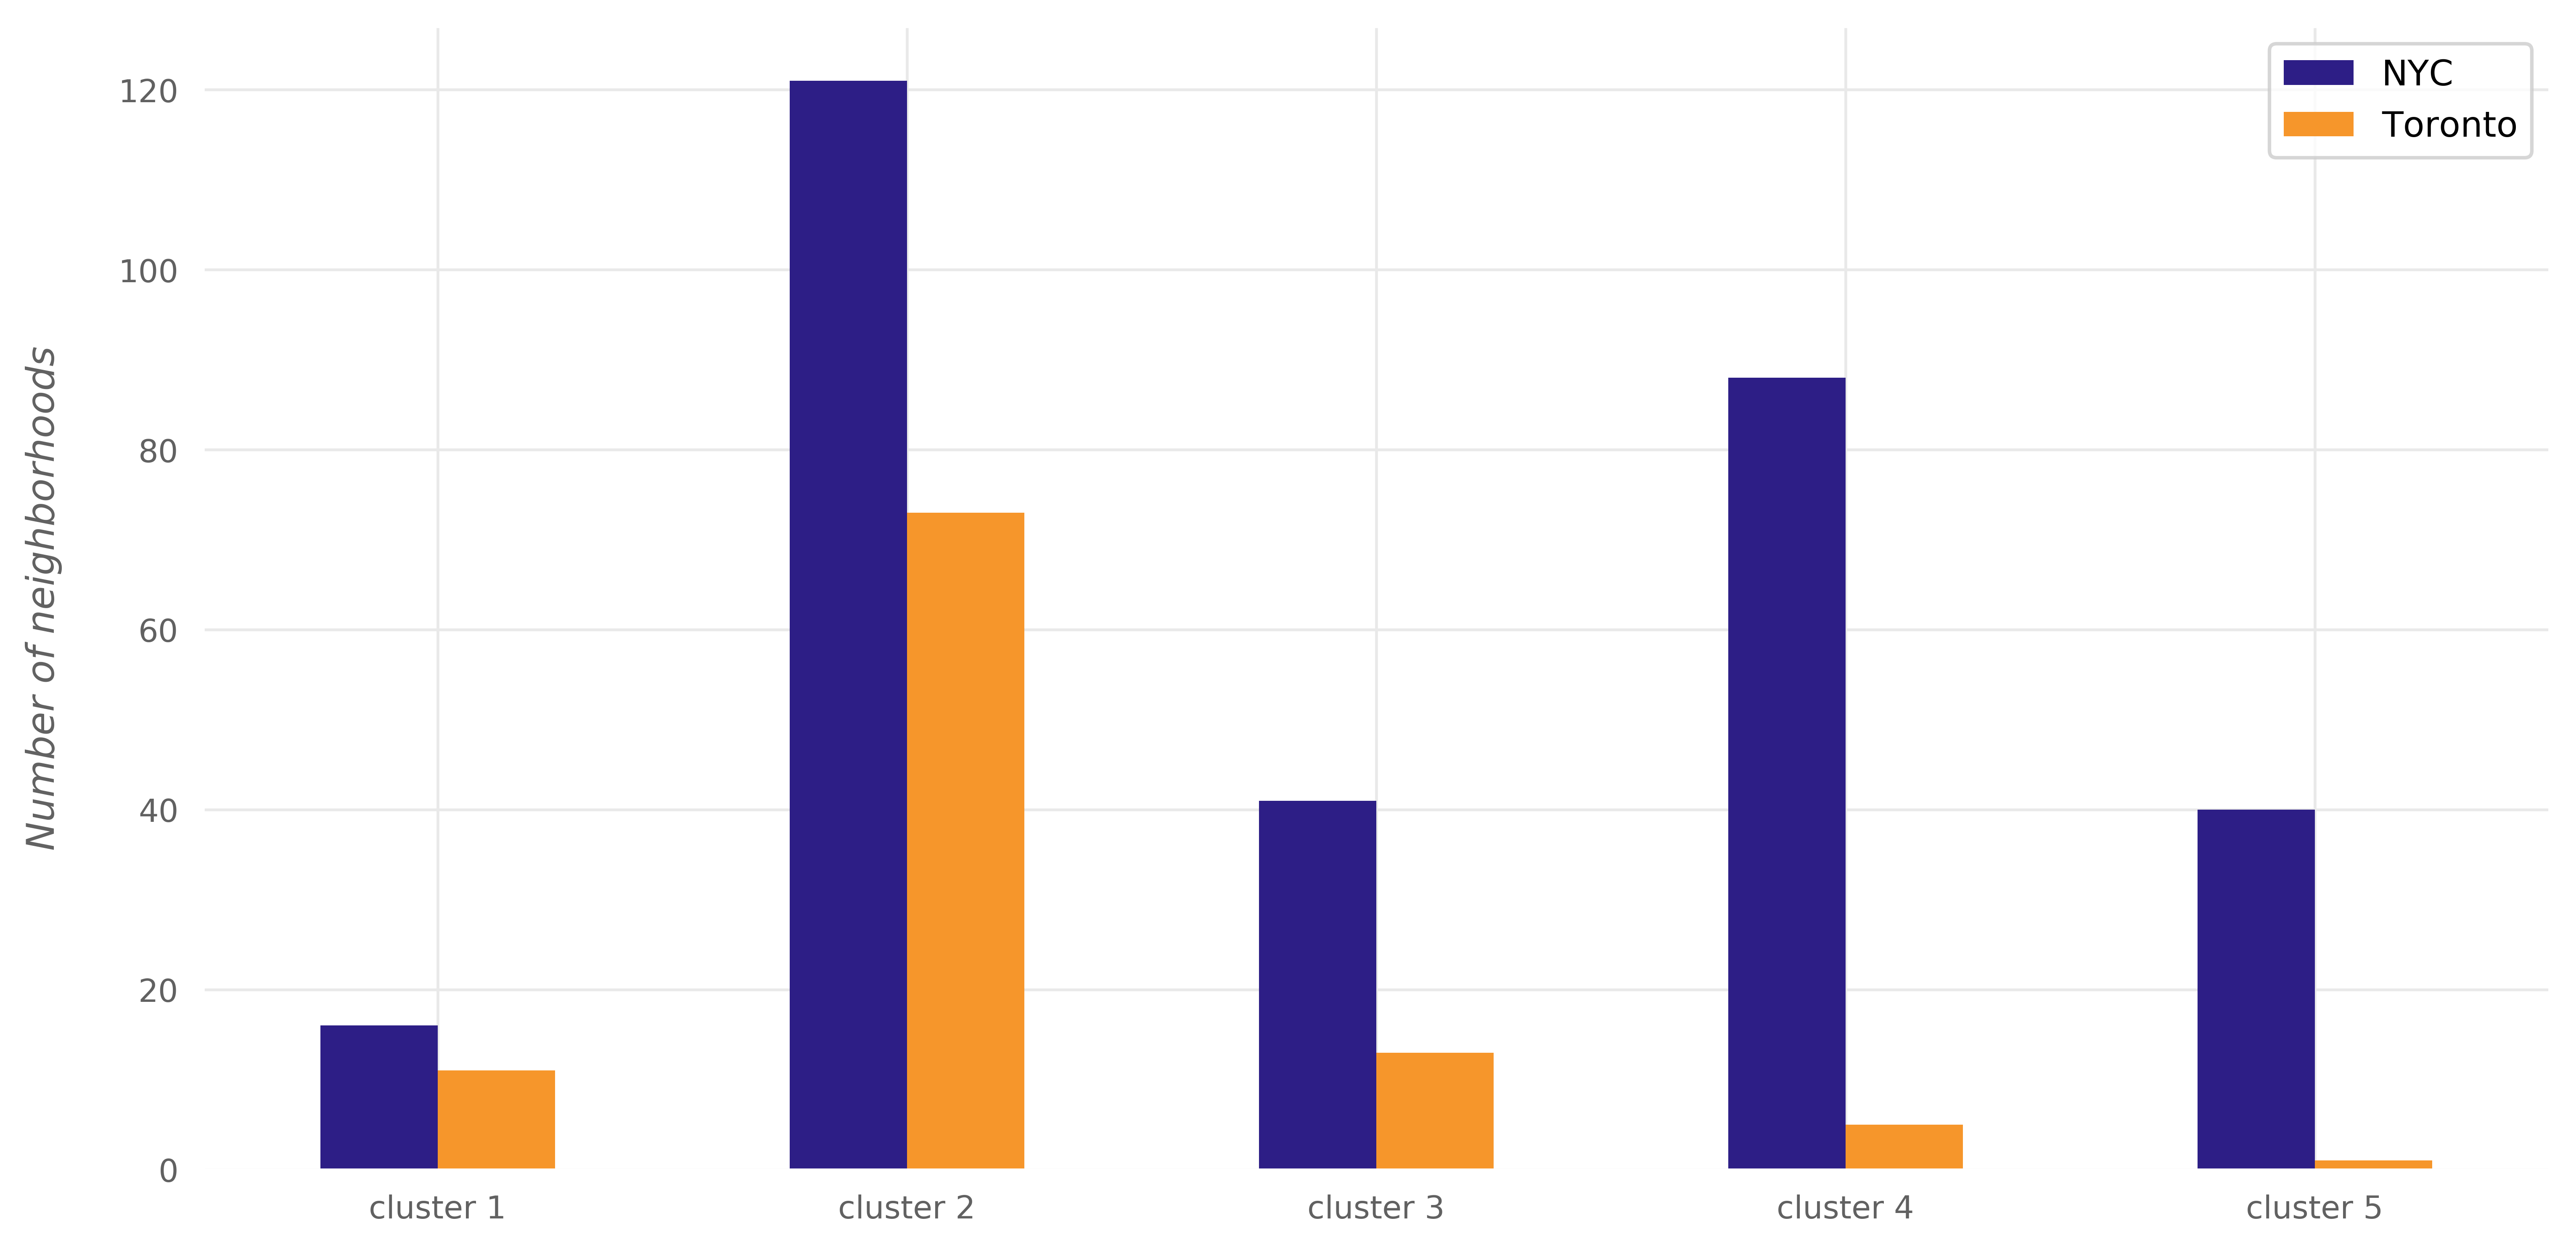 NYC
Toronto
Number of neighborhoods
120
100
80
60
40
20
0
cluster 1
cluster 2
cluster 3
cluster 4
cluster 5